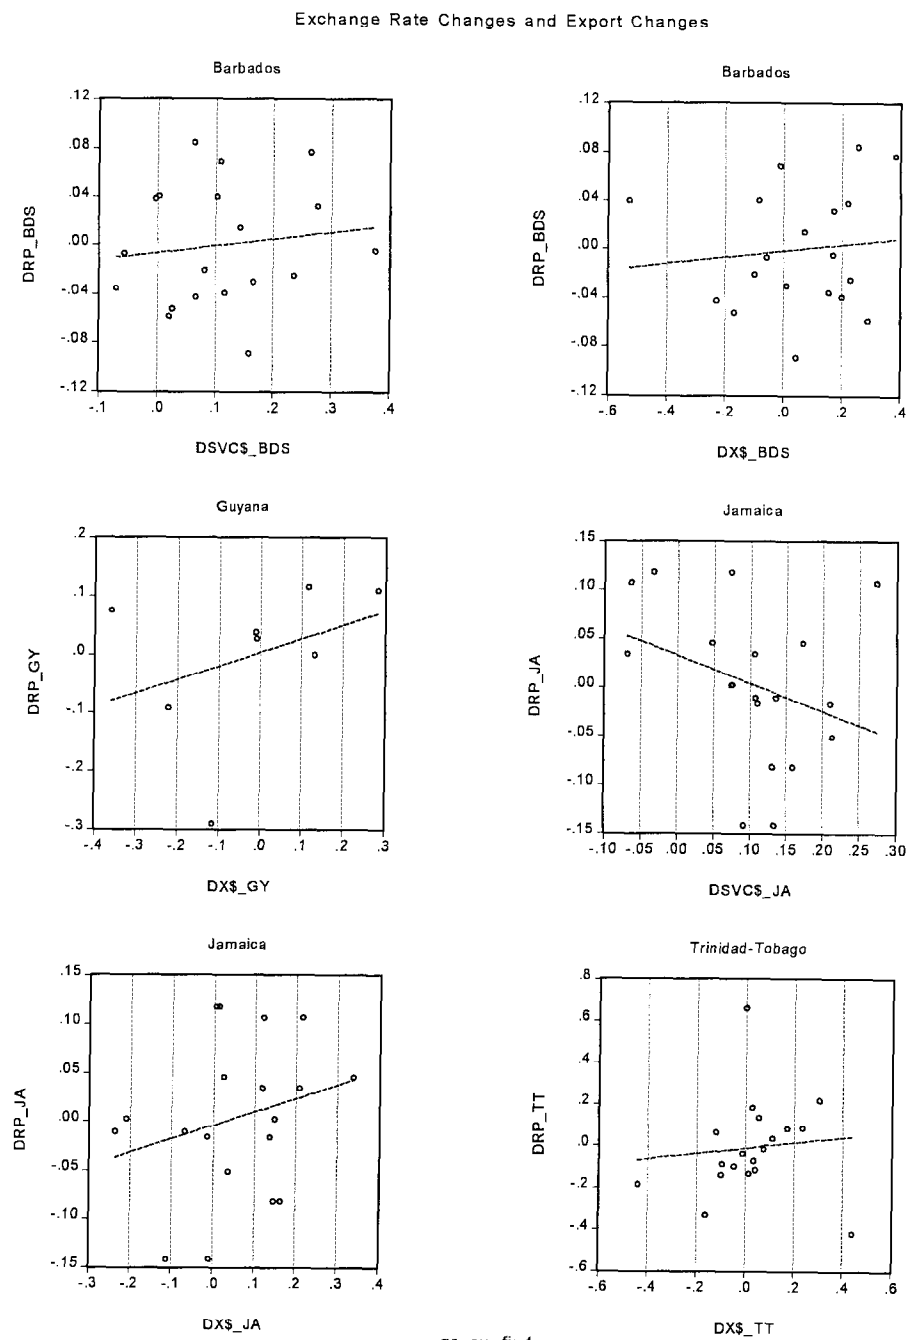 Exchange Rate Changes and Export Changes
Barbados
.12
.08
.04
.00
-.04
-.08
-.12
DRP_BDS
-.1 .0 .1 .2 .3 .4
DSVC$_BDS
Barbados
.12
.08
.04
.00
-.04
-.08
-.12
DRP_BDS
-.6 -.4 -.2 .0 .2 .4
DX$_BDS
Guyana
.2
.1
.0
-.1
-.2
-.3
DRP_GY
-.4 -.3 -.2 -.1 .0 .1 .2 .3
DX$_GY
Jamaica
.15
.10
.05
.00
-.05
-.10
-.15
DRP_JA
-.10 -.05 .00 .05 .10 .15 .20 .25 .30
DSVC$_JA
Jamaica
.15
.10
.05
.00
-.05
-.10
-.15
DRP_JA
-.3 -.2 -.1 .0 .1 .2 .3 .4
DX$_JA
Trinidad-Tobago
.8
.6
.4
.2
.0
-.2
-.4
-.6
DRP_TT
-.6 -.4 -.2 .0 .2 .4 .6
DX$_TT